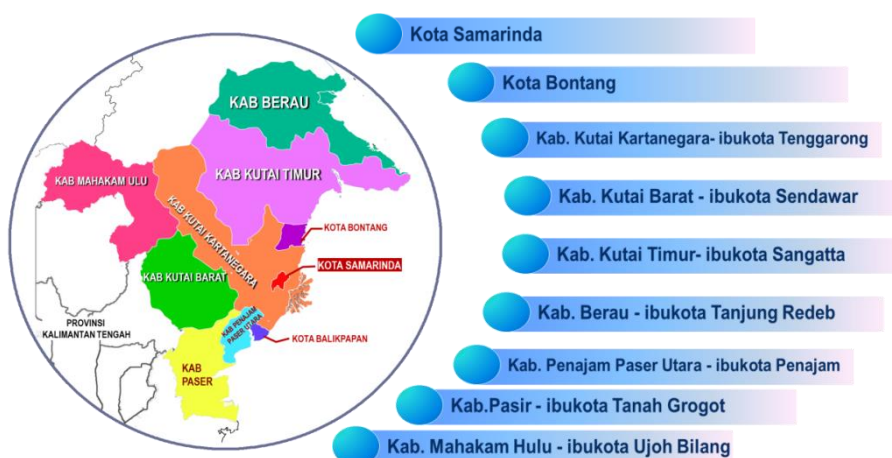 KAB BERAU
KAB KUTAI TIMUR
KAB MAHAKAM ULU
KAB KUTAI KARTANEGARA
KOTA BONTANG
KOTA SAMARINDA
KAB KUTAI BARAT
KAB PENAJAM
PASER UTARA
PROVINSI
KALIMANTAN TENGAH
KOTA BALIKPAPAN
KAB
PASER
Kota Samarinda
Kota Bontang
Kab. Kutai Kartanegara- ibukota Tenggarong
Kab. Kutai Barat - ibukota Sendawar
Kab. Kutai Timur- ibukota Sangatta
Kab. Berau - ibukota Tanjung Redeb
Kab. Penajam Paser Utara - ibukota Penajam
Kab.Pasir - ibukota Tanah Grogot
Kab. Mahakam Hulu - ibukota Ujoh Bilang